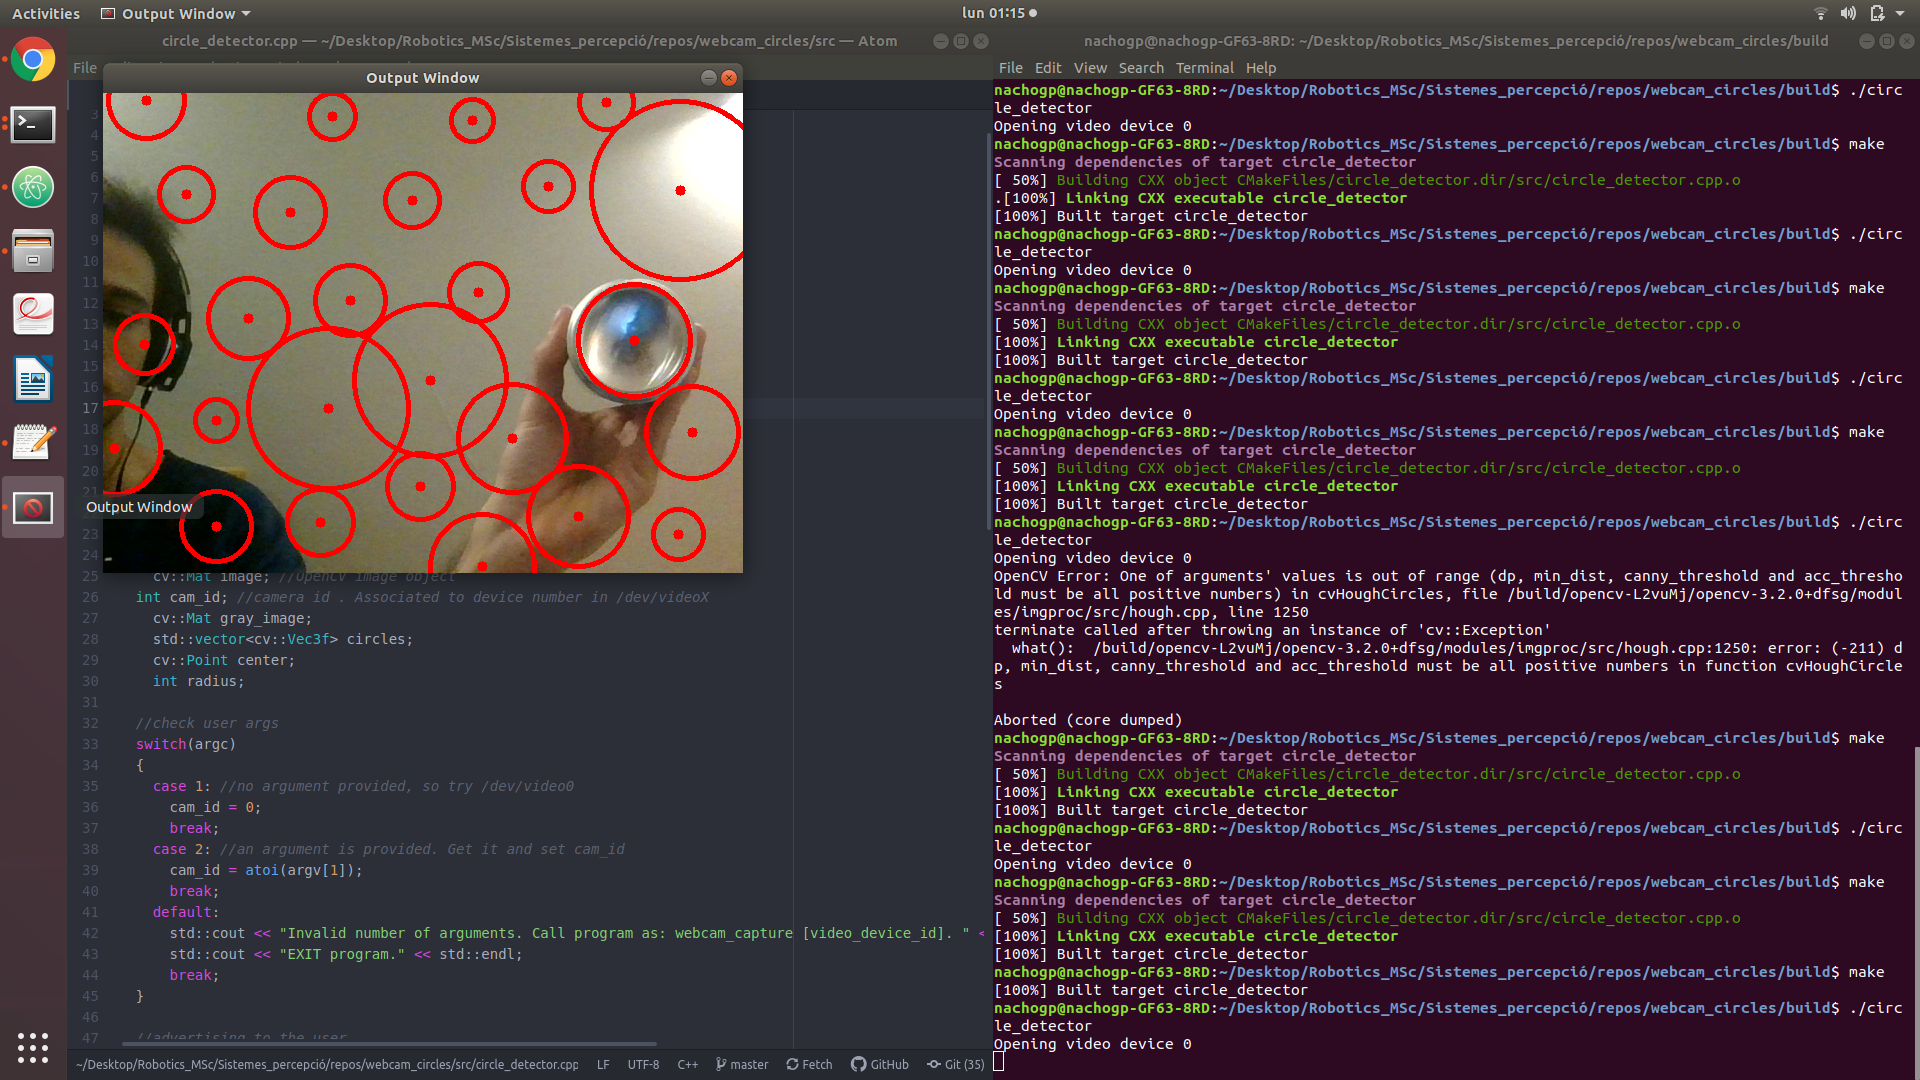 Activities
Output Window
lun 01:15
circle_detector.cpp — ~/Desktop/Robotics_MSc/Sistemes_percepció/repos/webcam_circles/src — Atom
File
Output Window
3
4
5
6
7
8
9
10
11
12
13
14
15
16
17
18
19
20
21
Output Window
23
24
25 cv::Mat image; //OpenCV image object
26 int cam_id; //camera id . Associated to device number in /dev/videoX
27 cv::Mat gray_image;
28 std::vector<cv::Vec3f> circles;
29 cv::Point center;
30 int radius;
31
32 //check user args
33 switch(argc)
34 {
35 case 1: //no argument provided, so try /dev/video0
36 cam_id = 0;
37 break;
38 case 2: //an argument is provided. Get it and set cam_id
39 cam_id = atoi(argv[1]);
40 break;
41 default:
42 std::cout << "Invalid number of arguments. Call program as: webcam_capture [video_device_id]. " <
43 std::cout << "EXIT program." << std::endl;
44 break;
45 }
46
47 //advertising to the user
~/Desktop/Robotics_MSc/Sistemes_percepció/repos/webcam_circles/src/circle_detector.cpp LF UTF-8 C++ master Fetch GitHub Git (35)
nachogp@nachogp-GF63-8RD: ~/Desktop/Robotics_MSc/Sistemes_percepció/repos/webcam_circles/build
File Edit View Search Terminal Help
nachogp@nachogp-GF63-8RD:~/Desktop/Robotics_MSc/Sistemes_percepció/repos/webcam_circles/build$ ./circ
le_detector
Opening video device 0
nachogp@nachogp-GF63-8RD:~/Desktop/Robotics_MSc/Sistemes_percepció/repos/webcam_circles/build$ make
Scanning dependencies of target circle_detector
[ 50%] Building CXX object CMakeFiles/circle_detector.dir/src/circle_detector.cpp.o
.[100%] Linking CXX executable circle_detector
[100%] Built target circle_detector
nachogp@nachogp-GF63-8RD:~/Desktop/Robotics_MSc/Sistemes_percepció/repos/webcam_circles/build$ ./circ
le_detector
Opening video device 0
nachogp@nachogp-GF63-8RD:~/Desktop/Robotics_MSc/Sistemes_percepció/repos/webcam_circles/build$ make
Scanning dependencies of target circle_detector
[ 50%] Building CXX object CMakeFiles/circle_detector.dir/src/circle_detector.cpp.o
[100%] Linking CXX executable circle_detector
[100%] Built target circle_detector
nachogp@nachogp-GF63-8RD:~/Desktop/Robotics_MSc/Sistemes_percepció/repos/webcam_circles/build$ ./circ
le_detector
Opening video device 0
nachogp@nachogp-GF63-8RD:~/Desktop/Robotics_MSc/Sistemes_percepció/repos/webcam_circles/build$ make
Scanning dependencies of target circle_detector
[ 50%] Building CXX object CMakeFiles/circle_detector.dir/src/circle_detector.cpp.o
[100%] Linking CXX executable circle_detector
[100%] Built target circle_detector
nachogp@nachogp-GF63-8RD:~/Desktop/Robotics_MSc/Sistemes_percepció/repos/webcam_circles/build$ ./circ
le_detector
Opening video device 0
OpenCV Error: One of arguments' values is out of range (dp, min_dist, canny_threshold and acc_thresho
ld must be all positive numbers) in cvHoughCircles, file /build/opencv-L2vuMj/opencv-3.2.0+dfsg/modul
es/imgproc/src/hough.cpp, line 1250
terminate called after throwing an instance of 'cv::Exception'
what():  /build/opencv-L2vuMj/opencv-3.2.0+dfsg/modules/imgproc/src/hough.cpp:1250: error: (-211) d
p, min_dist, canny_threshold and acc_threshold must be all positive numbers in function cvHoughCircle
s
Aborted (core dumped)
nachogp@nachogp-GF63-8RD:~/Desktop/Robotics_MSc/Sistemes_percepció/repos/webcam_circles/build$ make
Scanning dependencies of target circle_detector
[ 50%] Building CXX object CMakeFiles/circle_detector.dir/src/circle_detector.cpp.o
[100%] Linking CXX executable circle_detector
[100%] Built target circle_detector
nachogp@nachogp-GF63-8RD:~/Desktop/Robotics_MSc/Sistemes_percepció/repos/webcam_circles/build$ ./circ
le_detector
Opening video device 0
nachogp@nachogp-GF63-8RD:~/Desktop/Robotics_MSc/Sistemes_percepció/repos/webcam_circles/build$ make
Scanning dependencies of target circle_detector
[ 50%] Building CXX object CMakeFiles/circle_detector.dir/src/circle_detector.cpp.o
[100%] Linking CXX executable circle_detector
[100%] Built target circle_detector
nachogp@nachogp-GF63-8RD:~/Desktop/Robotics_MSc/Sistemes_percepció/repos/webcam_circles/build$ make
[100%] Built target circle_detector
nachogp@nachogp-GF63-8RD:~/Desktop/Robotics_MSc/Sistemes_percepció/repos/webcam_circles/build$ ./circ
le_detector
Opening video device 0